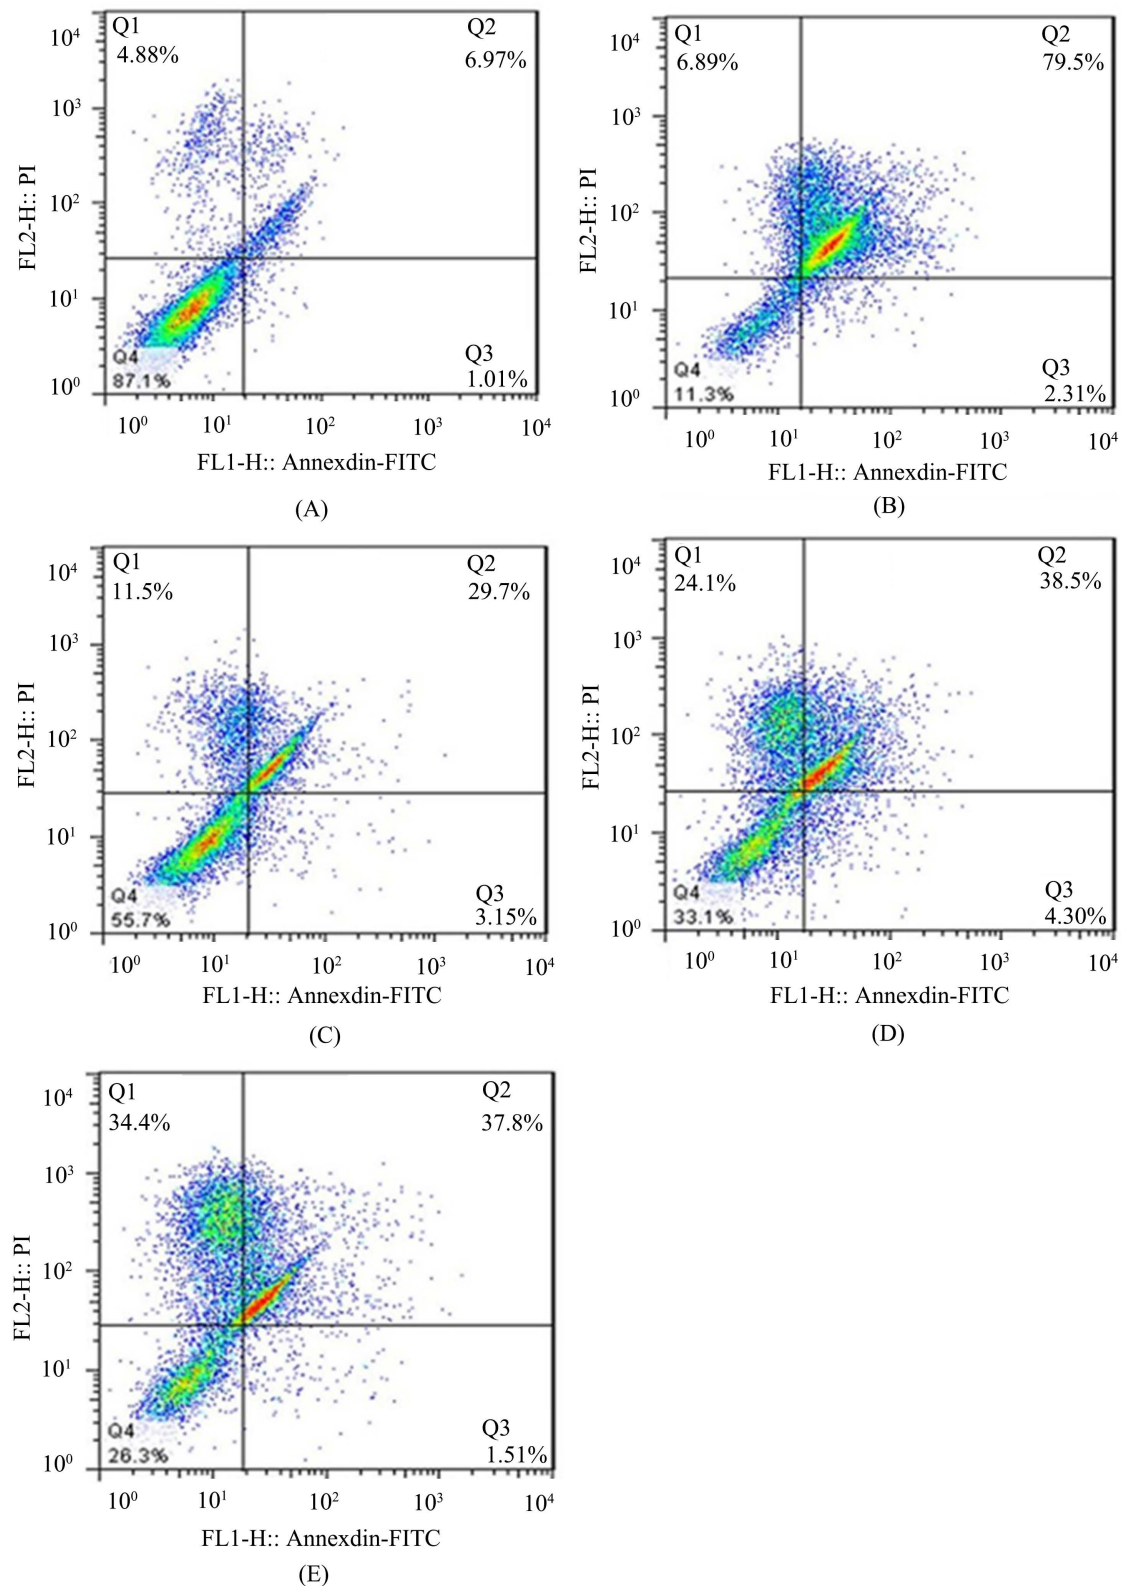 Q1 Q2
4.88% 6.97%
10⁴
10³
10²
10¹
10⁰
FL2-H:: PI
Q4 Q3
87.1% 1.01%
10⁰ 10¹ 10² 10³ 10⁴
FL1-H:: Annexdin-FITC
(A)
Q1 Q2
6.89% 79.5%
10⁴
10³
10²
10¹
10⁰
FL2-H:: PI
Q4 Q3
11.3% 2.31%
10⁰ 10¹ 10² 10³ 10⁴
FL1-H:: Annexdin-FITC
(B)
Q1 Q2
11.5% 29.7%
10⁴
10³
10²
10¹
10⁰
FL2-H:: PI
Q4 Q3
55.7% 3.15%
10⁰ 10¹ 10² 10³ 10⁴
FL1-H:: Annexdin-FITC
(C)
Q1 Q2
24.1% 38.5%
10⁴
10³
10²
10¹
10⁰
FL2-H:: PI
Q4 Q3
33.1% 4.30%
10⁰ 10¹ 10² 10³ 10⁴
FL1-H:: Annexdin-FITC
(D)
Q1 Q2
34.4% 37.8%
10⁴
10³
10²
10¹
10⁰
FL2-H:: PI
Q4 Q3
26.3% 1.51%
10⁰ 10¹ 10² 10³ 10⁴
FL1-H:: Annexdin-FITC
(E)